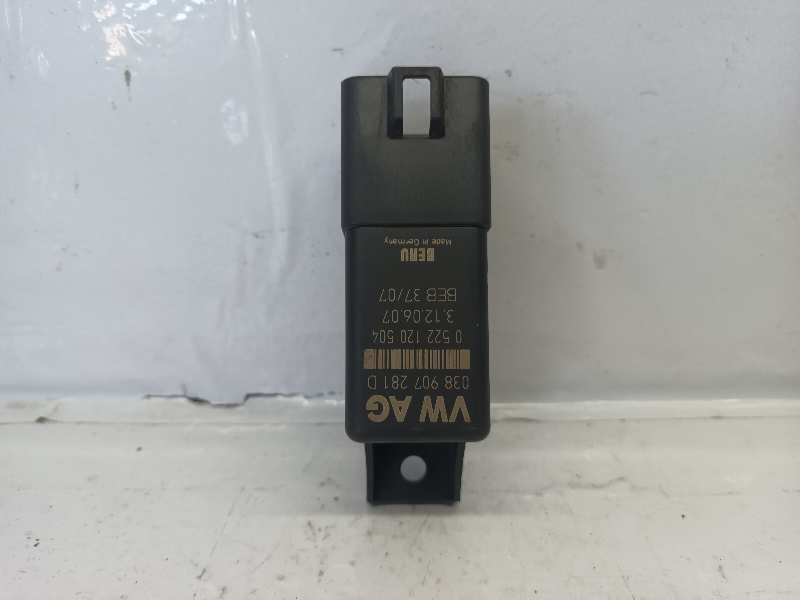 VW AG
038 907 281 D
0 522 120 504
3.12.06.07
BEB 37/07
BERU
Made in Germany